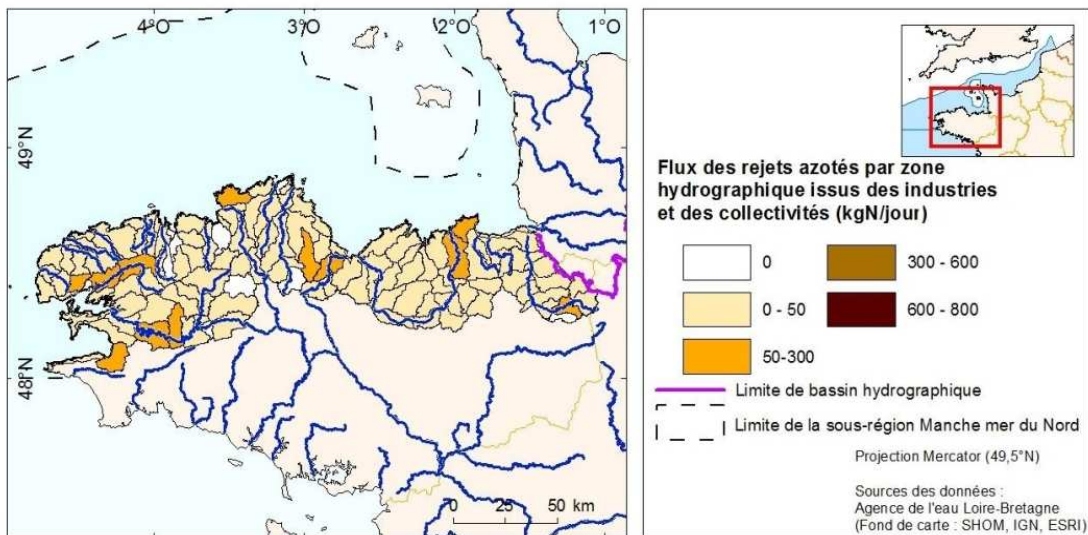 4°O 3°O 2°O 1°O
49°N
48°N
0 25 50 km
Flux des rejets azotés par zone
hydrographique issus des industries
et des collectivités (kgN/jour)
0 300 - 600
0 - 50 600 - 800
50-300
Limite de bassin hydrographique
Limite de la sous-région Manche mer du Nord
Projection Mercator (49,5°N)
Sources des données :
Agence de l'eau Loire-Bretagne
(Fond de carte : SHOM, IGN, ESRI)